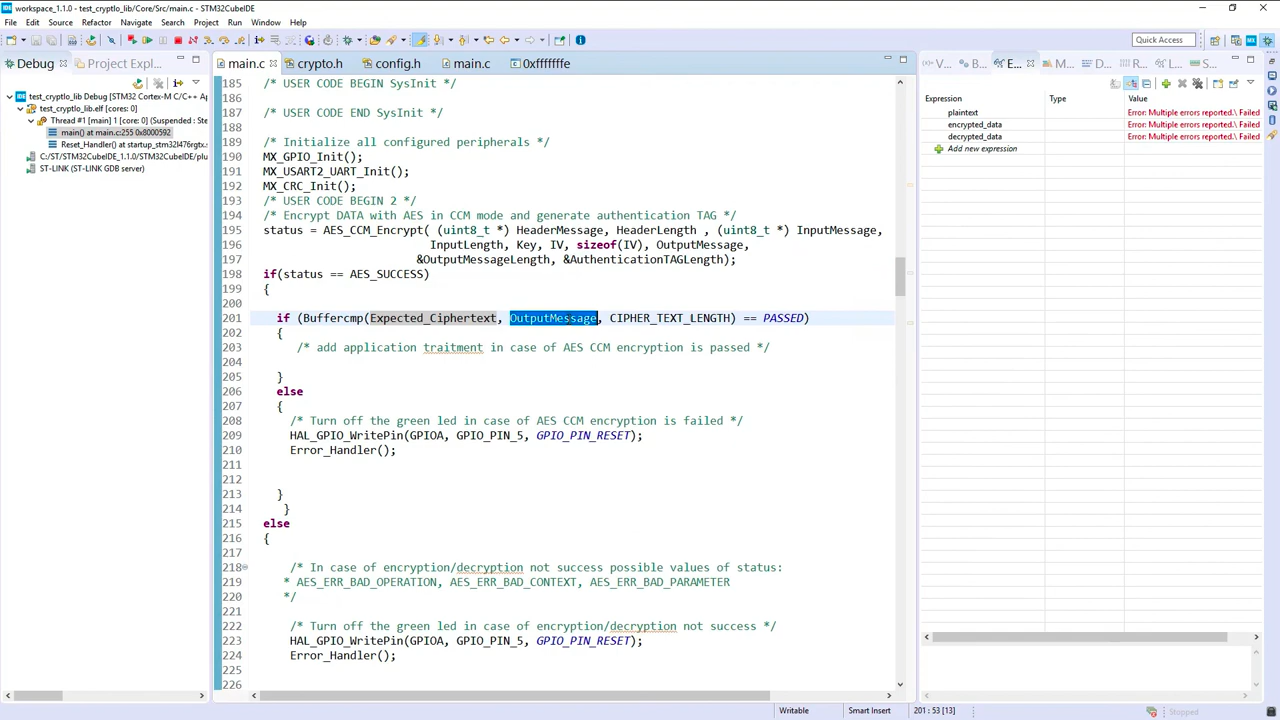 workspace_1.1.0 - test_cryptlo_lib/Core/Src/main.c - STM32CubeIDE
File Edit Source Refactor Navigate Search Project Run Window Help
Quick Access
Debug Project Explo...
main.c crypto.h config.h main.c 0xfffffffe
V... B... E... M... D... R... L... S...
test_cryptlo_lib Debug [STM32 Cortex-M C/C++ Ap
test_cryptlo_lib.elf [cores: 0]
Thread #1 [main] 1 [core: 0] (Suspended : Ste
main() at main.c:255 0x8000592
Reset_Handler() at startup_stm32l476rgtx.s
C:/ST/STM32CubeIDE_1.1.0/STM32CubeIDE/plu
ST-LINK (ST-LINK GDB server)
185 /* USER CODE BEGIN SysInit */
186
187 /* USER CODE END SysInit */
188
189 /* Initialize all configured peripherals */
190 MX_GPIO_Init();
191 MX_USART2_UART_Init();
192 MX_CRC_Init();
193 /* USER CODE BEGIN 2 */
194 /* Encrypt DATA with AES in CCM mode and generate authentication TAG */
195 status = AES_CCM_Encrypt( (uint8_t *) HeaderMessage, HeaderLength , (uint8_t *) InputMessage,
196 InputLength, Key, IV, sizeof(IV), OutputMessage,
197 &OutputMessageLength, &AuthenticationTAGLength);
198 if(status == AES_SUCCESS)
199 {
200
201 if (Buffercmp(Expected_Ciphertext, OutputMessage, CIPHER_TEXT_LENGTH) == PASSED)
202 {
203 /* add application traitment in case of AES CCM encryption is passed */
204
205 }
206 else
207 {
208 /* Turn off the green led in case of AES CCM encryption is failed */
209 HAL_GPIO_WritePin(GPIOA, GPIO_PIN_5, GPIO_PIN_RESET);
210 Error_Handler();
211
212
213 }
214 }
215 else
216 {
217
218 /* In case of encryption/decryption not success possible values of status:
219 * AES_ERR_BAD_OPERATION, AES_ERR_BAD_CONTEXT, AES_ERR_BAD_PARAMETER
220 */
221
222 /* Turn off the green led in case of encryption/decryption not success */
223 HAL_GPIO_WritePin(GPIOA, GPIO_PIN_5, GPIO_PIN_RESET);
224 Error_Handler();
225
226
Expression Type Value
plaintext Error: Multiple errors reported.\ Failed
encrypted_data Error: Multiple errors reported.\ Failed
decrypted_data Error: Multiple errors reported.\ Failed
Add new expression
Writable Smart Insert 201 : 53 [13] Stopped